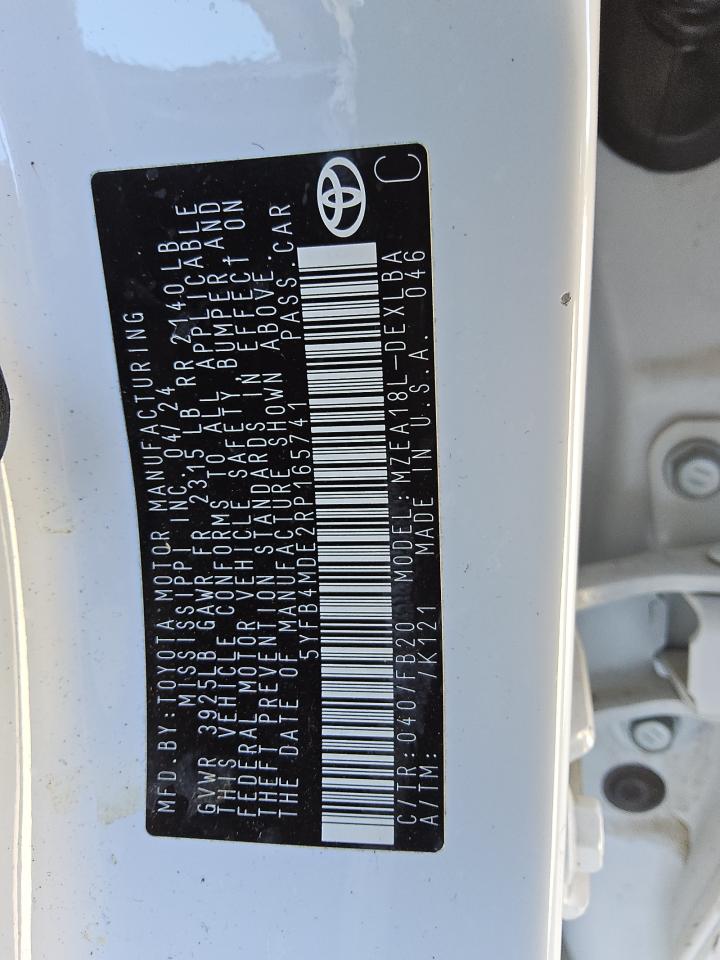 MFD.BY:TOYOTA MOTOR MANUFACTURING
MISSISSIPPI INC.04/24
GVWR 3925LB GAWR FR 2315 LB RR 2140LB
THIS VEHICLE CONFORMS TO ALL APPLICABLE
FEDERAL MOTOR VEHICLE SAFETY BUMPER AND
THEFT PREVENTION STANDARDS IN EFFECT ON
THE DATE OF MANUFACTURE SHOWN ABOVE.
5YFB4MDE2RP165741 PASS.CAR
C/TR:040/FB20 MODEL:MZEA18L-DEXLBA
A/TM: /K121 MADE IN U.S.A. 046
C